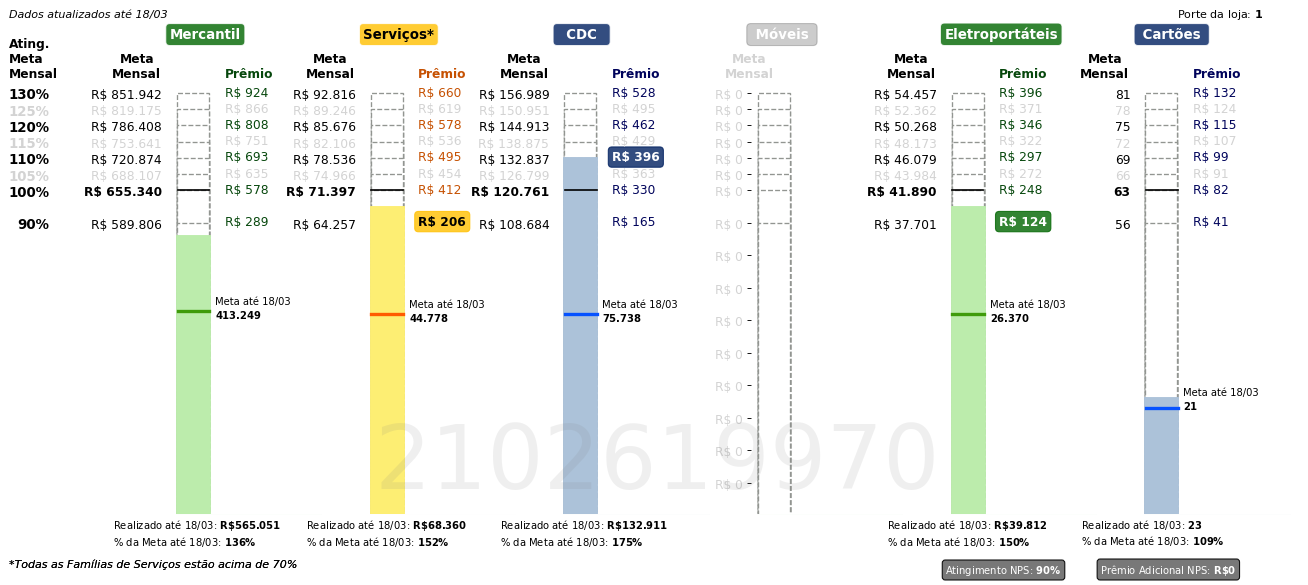 Dados atualizados até 18/03
Porte da loja: 1
Mercantil Serviços* CDC Móveis Eletroportáteis Cartões
Ating. Meta Mensal
Meta Mensal Prêmio Meta Mensal Prêmio Meta Mensal Prêmio Meta Mensal Meta Mensal Prêmio Meta Mensal Prêmio
130% R$ 851.942 R$ 924 R$ 92.816 R$ 660 R$ 156.989 R$ 528 R$ 0 R$ 54.457 R$ 396 81 R$ 132
125% R$ 819.175 R$ 866 R$ 89.246 R$ 619 R$ 150.951 R$ 495 R$ 0 R$ 52.362 R$ 371 78 R$ 124
120% R$ 786.408 R$ 808 R$ 85.676 R$ 578 R$ 144.913 R$ 462 R$ 0 R$ 50.268 R$ 346 75 R$ 115
115% R$ 753.641 R$ 751 R$ 82.106 R$ 536 R$ 138.875 R$ 429 R$ 0 R$ 48.173 R$ 322 72 R$ 107
110% R$ 720.874 R$ 693 R$ 78.536 R$ 495 R$ 132.837 R$ 396 R$ 0 R$ 46.079 R$ 297 69 R$ 99
105% R$ 688.107 R$ 635 R$ 74.966 R$ 454 R$ 126.799 R$ 363 R$ 0 R$ 43.984 R$ 272 66 R$ 91
100% R$ 655.340 R$ 578 R$ 71.397 R$ 412 R$ 120.761 R$ 330 R$ 0 R$ 41.890 R$ 248 63 R$ 82
90% R$ 589.806 R$ 289 R$ 64.257 R$ 206 R$ 108.684 R$ 165 R$ 0 R$ 37.701 R$ 124 56 R$ 41
R$ 0
R$ 0
Meta até 18/03 Meta até 18/03 Meta até 18/03 Meta até 18/03
413.249 44.778 75.738 R$ 0 26.370
R$ 0
R$ 0
Meta até 18/03
21
R$ 0
R$ 0
R$ 0
2102619970
Realizado até 18/03: R$565.051 Realizado até 18/03: R$68.360 Realizado até 18/03: R$132.911 Realizado até 18/03: R$39.812 Realizado até 18/03: 23
% da Meta até 18/03: 136% % da Meta até 18/03: 152% % da Meta até 18/03: 175% % da Meta até 18/03: 150% % da Meta até 18/03: 109%
*Todas as Famílias de Serviços estão acima de 70%
Atingimento NPS: 90% Prêmio Adicional NPS: R$0